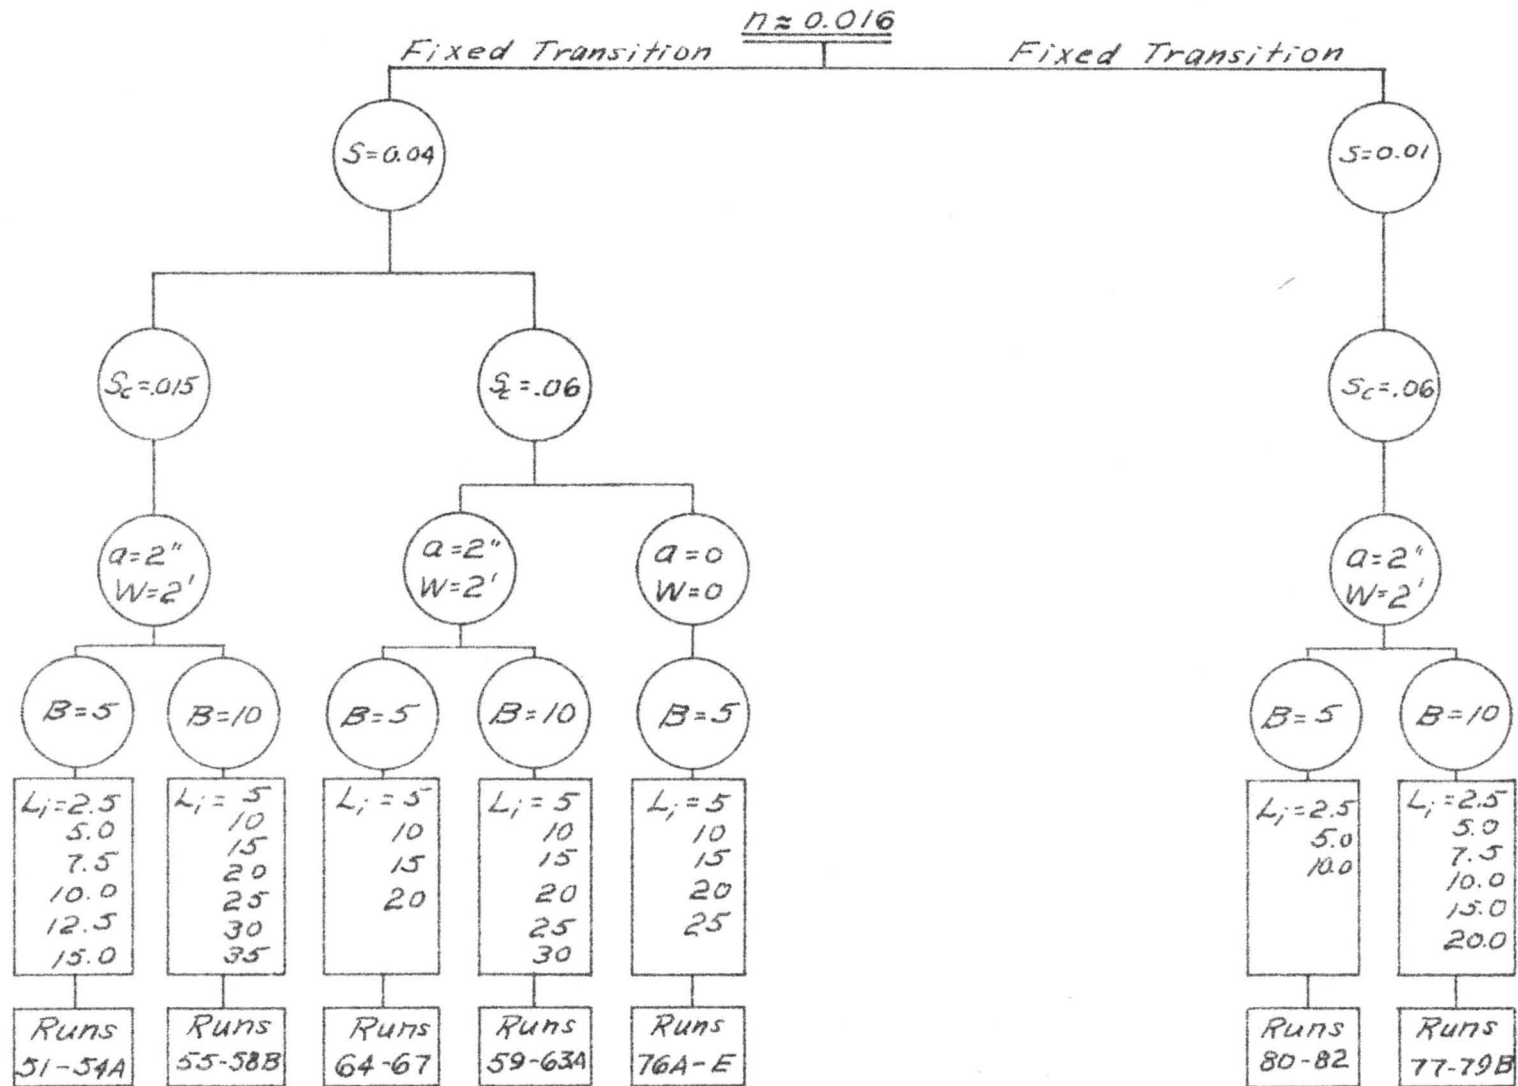 n≈0.016
Fixed Transition
Fixed Transition
S=0.04
S=0.01
Sc=.015
Sc=.06
Sc=.06
a=2"
W=2'
a=2"
W=2'
a=0
W=0
a=2"
W=2'
B=5
B=10
B=5
B=10
B=5
B=5
B=10
Li=2.5
5.0
7.5
10.0
12.5
15.0
Li=5
10
15
20
25
30
35
Li=5
10
15
20
Li=5
10
15
20
25
30
Li=5
10
15
20
25
Li=2.5
5.0
10.0
Li=2.5
5.0
7.5
10.0
15.0
20.0
Runs
51-54A
Runs
55-58B
Runs
64-67
Runs
59-63A
Runs
76A-E
Runs
80-82
Runs
77-79B